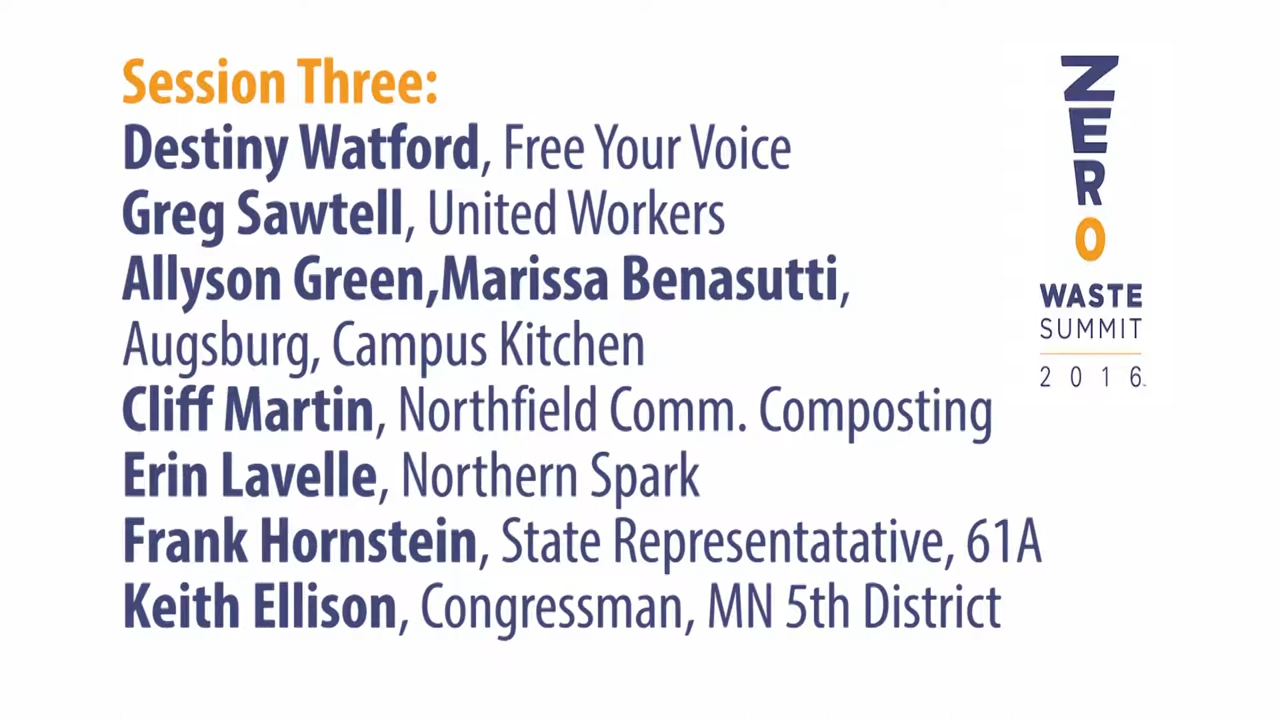 Session Three:
Destiny Watford, Free Your Voice
Greg Sawtell, United Workers
Allyson Green,Marissa Benasutti,
Augsburg, Campus Kitchen
Cliff Martin, Northfield Comm. Composting
Erin Lavelle, Northern Spark
Frank Hornstein, State Representatative, 61A
Keith Ellison, Congressman, MN 5th District
ZERO
WASTE
SUMMIT
2016